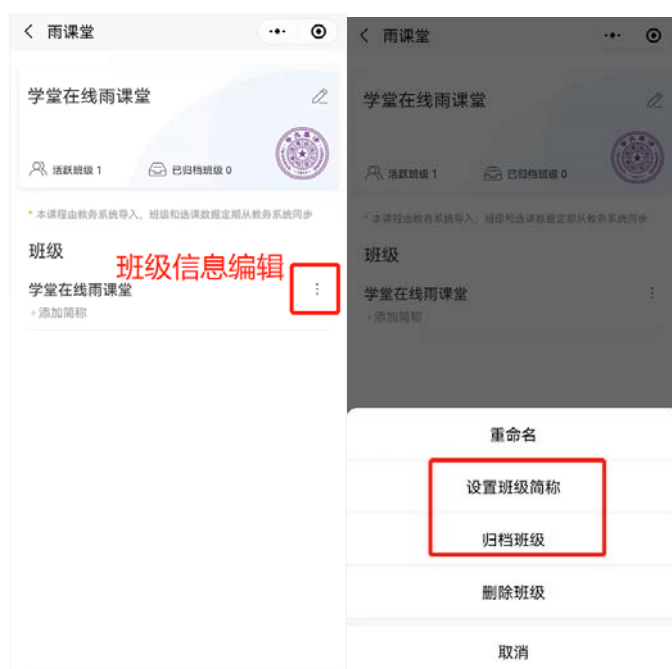 雨课堂
学堂在线雨课堂
活跃班级 1
已归档班级 0
* 本课程由教务系统导入，班级和选课数据定期从教务系统同步
班级
班级信息编辑
学堂在线雨课堂
+添加简称
雨课堂
学堂在线雨课堂
活跃班级 1
已归档班级 0
* 本课程由教务系统导入，班级和选课数据定期从教务系统同步
班级
学堂在线雨课堂
+添加简称
重命名
设置班级简称
归档班级
删除班级
取消